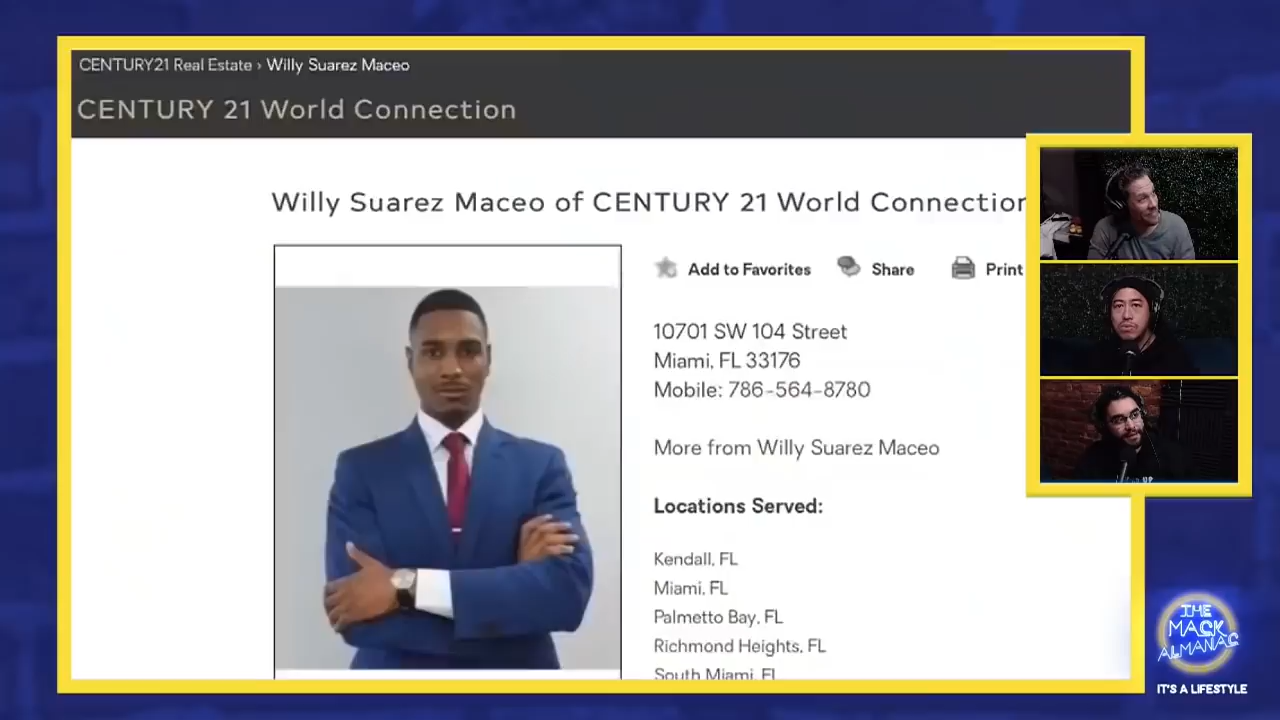 CENTURY21 Real Estate › Willy Suarez Maceo
CENTURY 21 World Connection
Willy Suarez Maceo of CENTURY 21 World Connection
Add to Favorites Share Print
10701 SW 104 Street
Miami, FL 33176
Mobile: 786-564-8780
More from Willy Suarez Maceo
Locations Served:
Kendall, FL
Miami, FL
Palmetto Bay, FL
Richmond Heights, FL
South Miami, FL
THE
MACK
ALMANAC
IT'S A LIFESTYLE